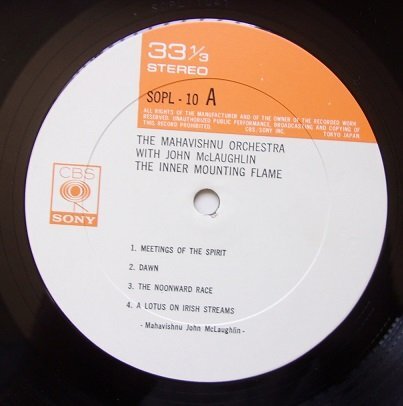 33 1/3
STEREO
SOPL - 10 A
ALL RIGHTS OF THE MANUFACTURER AND OF THE OWNER OF THE RECORDED WORK
RESERVED. UNAUTHORIZED PUBLIC PERFORMANCE, BROADCASTING AND COPYING OF
THIS RECORD PROHIBITED    CBS/SONY INC.    TOKYO JAPAN
THE MAHAVISHNU ORCHESTRA
WITH JOHN McLAUGHLIN
THE INNER MOUNTING FLAME
CBS
SONY
1. MEETINGS OF THE SPIRIT
2. DAWN
3. THE NOONWARD RACE
4. A LOTUS ON IRISH STREAMS
- Mahavishnu John McLaughlin -